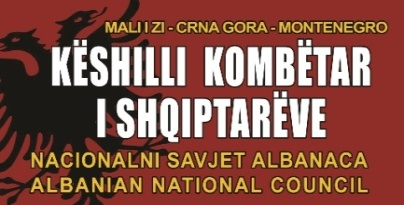 MALI I ZI - CRNA GORA - MONTENEGRO
KËSHILLI KOMBËTAR
I SHQIPTARËVE
NACIONALNI SAVJET ALBANACA
ALBANIAN NATIONAL COUNCIL